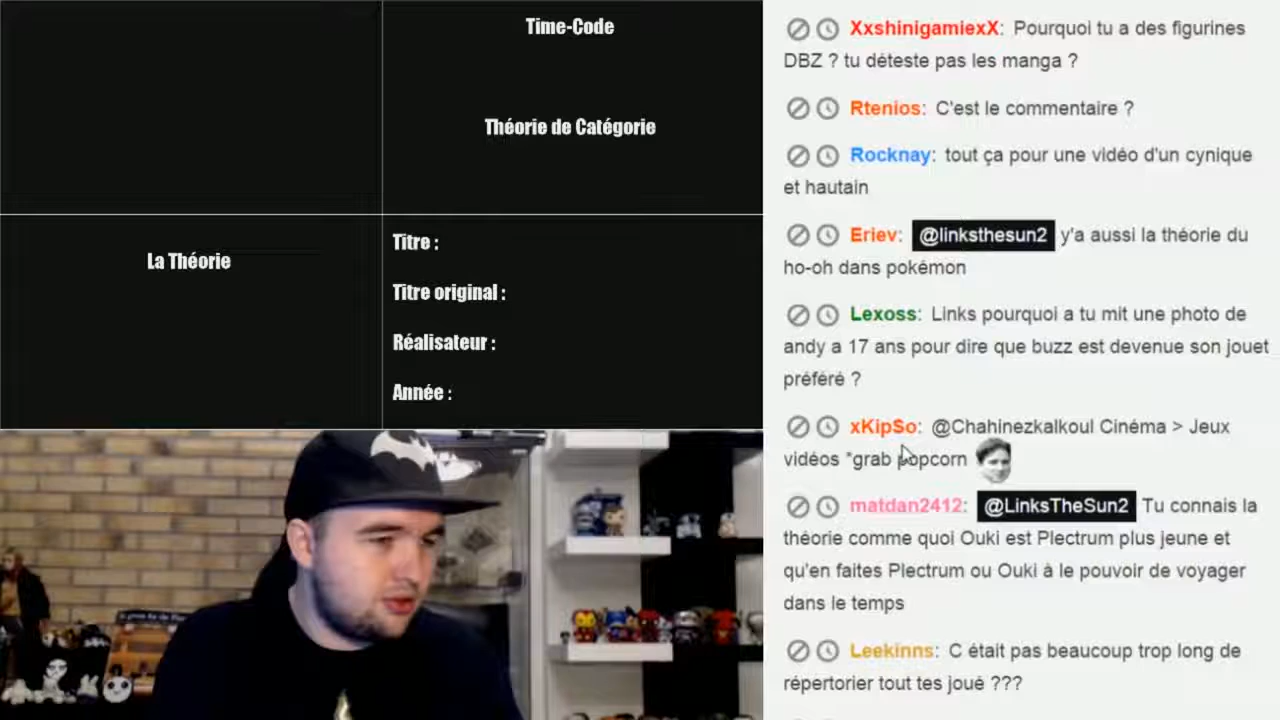 Time-Code
Théorie de Catégorie
La Théorie
Titre :
Titre original :
Réalisateur :
Année :
XxshinigamiexX: Pourquoi tu a des figurines
DBZ ? tu déteste pas les manga ?
Rtenios: C'est le commentaire ?
Rocknay: tout ça pour une vidéo d'un cynique
et hautain
Eriev: @linksthesun2 y'a aussi la théorie du
ho-oh dans pokémon
Lexoss: Links pourquoi a tu mit une photo de
andy a 17 ans pour dire que buzz est devenue son jouet
préféré ?
xKip$o: @Chahinezkalkoul Cinéma > Jeux
vidéos *grab popcorn
matdan2412: @LinksTheSun2 Tu connais la
théorie comme quoi Ouki est Plectrum plus jeune et
qu'en faites Plectrum ou Ouki à le pouvoir de voyager
dans le temps
Leekinns: C était pas beaucoup trop long de
répertorier tout tes joué ???